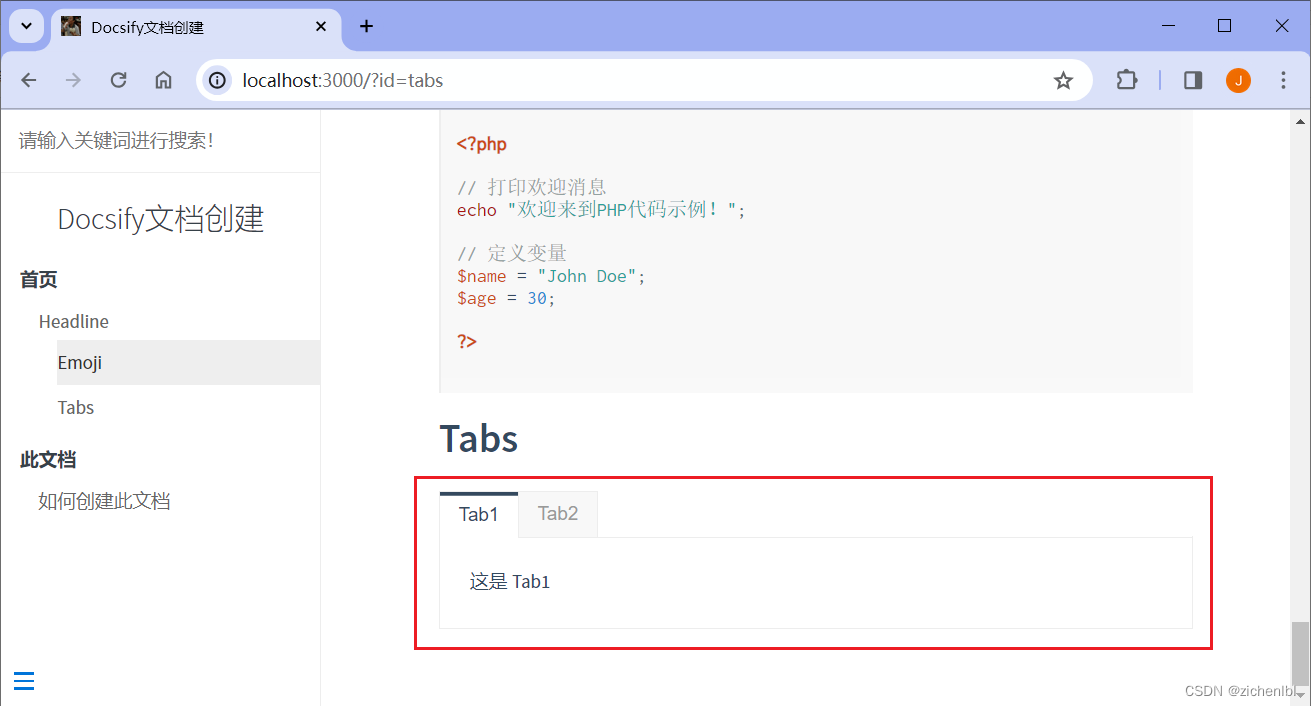 Docsify文档创建
localhost:3000/?id=tabs
J
请输入关键词进行搜索!
Docsify文档创建
首页
Headline
Emoji
Tabs
此文档
如何创建此文档
<?php
// 打印欢迎消息
echo "欢迎来到PHP代码示例！";
// 定义变量
$name = "John Doe";
$age = 30;
?>
Tabs
Tab1 Tab2
这是 Tab1
CSDN @zichenlbl